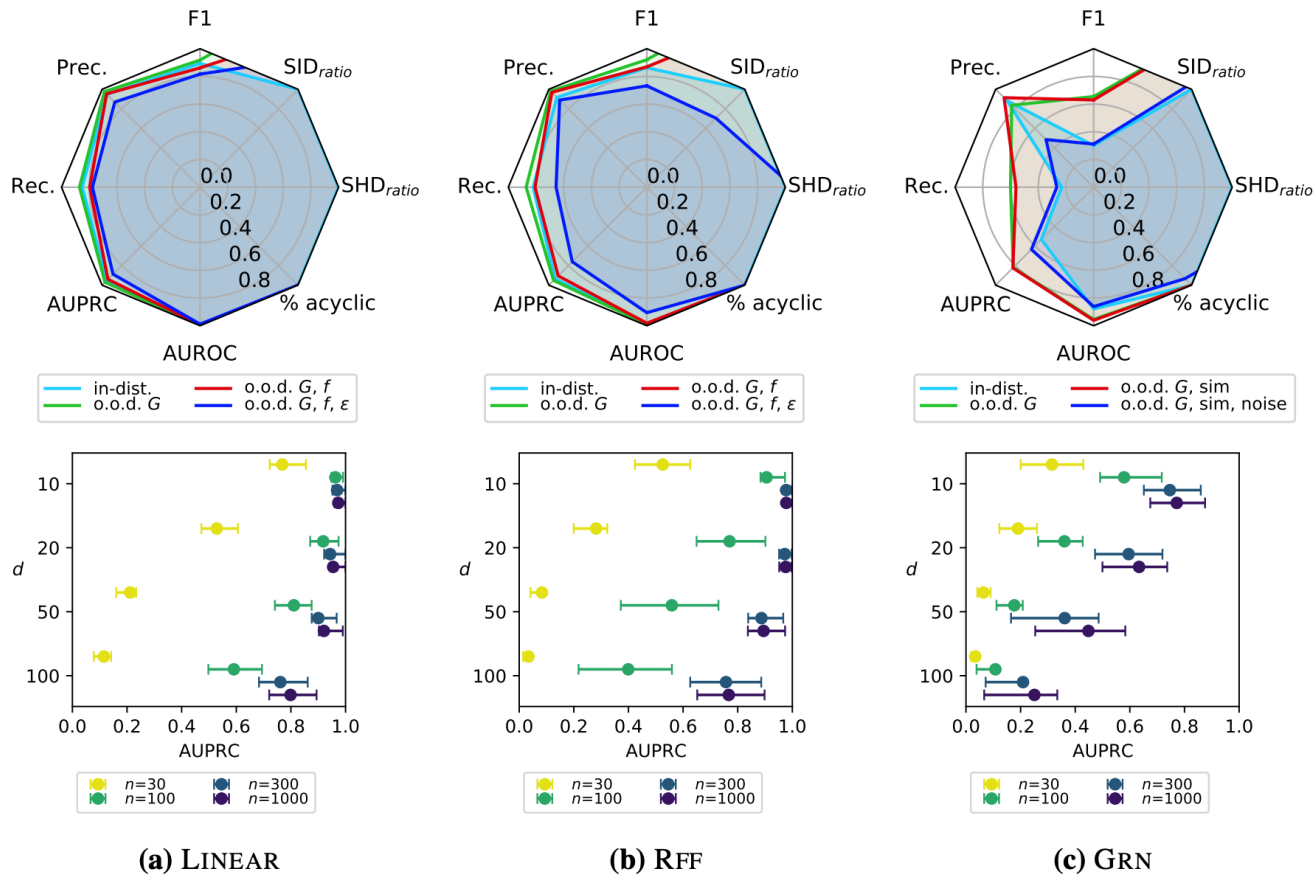 F1 F1 F1
Prec. SID_ratio Prec. SID_ratio Prec. SID_ratio
Rec. 0.0 SHD_ratio Rec. 0.0 SHD_ratio Rec. 0.0 SHD_ratio
0.2 0.2 0.2
0.4 0.4 0.4
0.6 0.6 0.6
0.8 0.8 0.8
AUPRC % acyclic AUPRC % acyclic AUPRC % acyclic
AUROC AUROC AUROC
in-dist. o.o.d. G, f in-dist. o.o.d. G, f in-dist. o.o.d. G, sim
o.o.d. G o.o.d. G, f, ε o.o.d. G o.o.d. G, f, ε o.o.d. G o.o.d. G, sim, noise
10 10 10
20 20 20
d d d
50 50 50
100 100 100
0.0 0.2 0.4 0.6 0.8 1.0 0.0 0.2 0.4 0.6 0.8 1.0 0.0 0.2 0.4 0.6 0.8 1.0
AUPRC AUPRC AUPRC
n=30 n=300 n=30 n=300 n=30 n=300
n=100 n=1000 n=100 n=1000 n=100 n=1000
(a) LINEAR (b) RFF (c) GRN